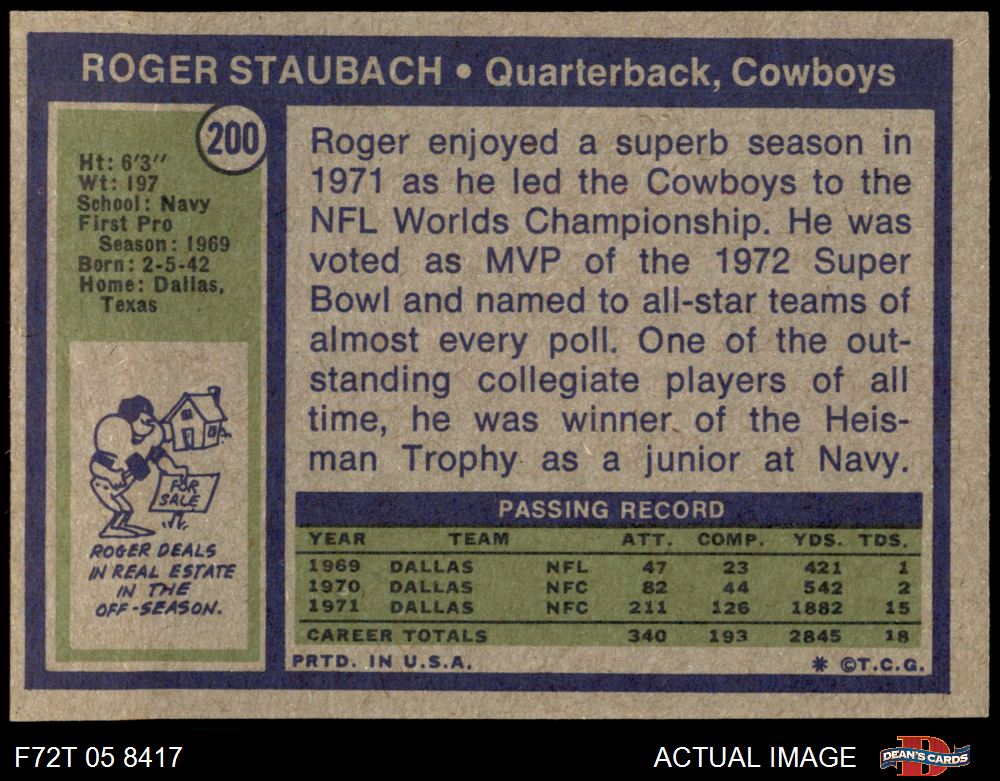 ROGER STAUBACH • Quarterback, Cowboys
200
Ht: 6'3''
Wt: 197
School: Navy
First Pro
Season: 1969
Born: 2-5-42
Home: Dallas,
Texas
FOR
SALE
ROGER DEALS
IN REAL ESTATE
IN THE
OFF-SEASON.
Roger enjoyed a superb season in
1971 as he led the Cowboys to the
NFL Worlds Championship. He was
voted as MVP of the 1972 Super
Bowl and named to all-star teams of
almost every poll. One of the out-
standing collegiate players of all
time, he was winner of the Heis-
man Trophy as a junior at Navy.
PASSING RECORD
YEAR TEAM ATT. COMP. YDS. TDS.
1969 DALLAS NFL 47 23 421 1
1970 DALLAS NFC 82 44 542 2
1971 DALLAS NFC 211 126 1882 15
CAREER TOTALS 340 193 2845 18
PRTD. IN U.S.A. * ©T.C.G.
F72T 05 8417 ACTUAL IMAGE D DEAN'S CARDS